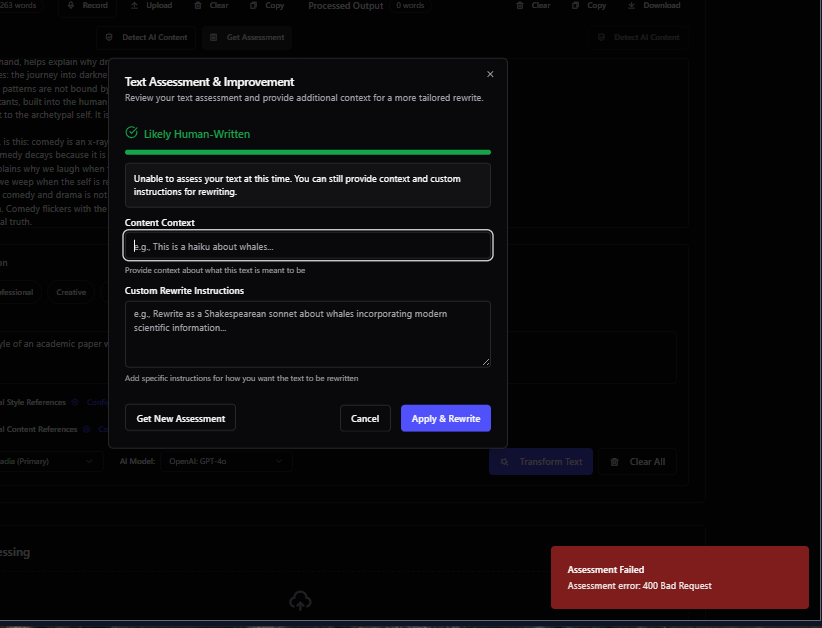 263 words Record Upload Clear Copy Processed Output 0 words Clear Copy Download
Detect AI Content Get Assessment Detect AI Content
Text Assessment & Improvement
Review your text assessment and provide additional context for a more tailored rewrite.
Likely Human-Written
Unable to assess your text at this time. You can still provide context and custom
instructions for rewriting.
Content Context
e.g., This is a haiku about whales...
Provide context about what this text is meant to be
Custom Rewrite Instructions
e.g., Rewrite as a Shakespearean sonnet about whales incorporating modern
scientific information...
Add specific instructions for how you want the text to be rewritten
Get New Assessment Cancel Apply & Rewrite
hand, helps explain why
es: the journey into darkne
patterns are not bound by
tants, built into the human
t to the archetypal self. It is
is this: comedy is an x-ray
medy decays because it is
plains why we laugh when
we weep when the self is re
comedy and drama is not
. Comedy flickers with the
al truth.
an
fessional Creative
yle of an academic paper w
al Style References
al Content References
adia (Primary) AI Model: OpenAI: GPT-4o Transform Text Clear All
essing
Assessment Failed
Assessment error: 400 Bad Request